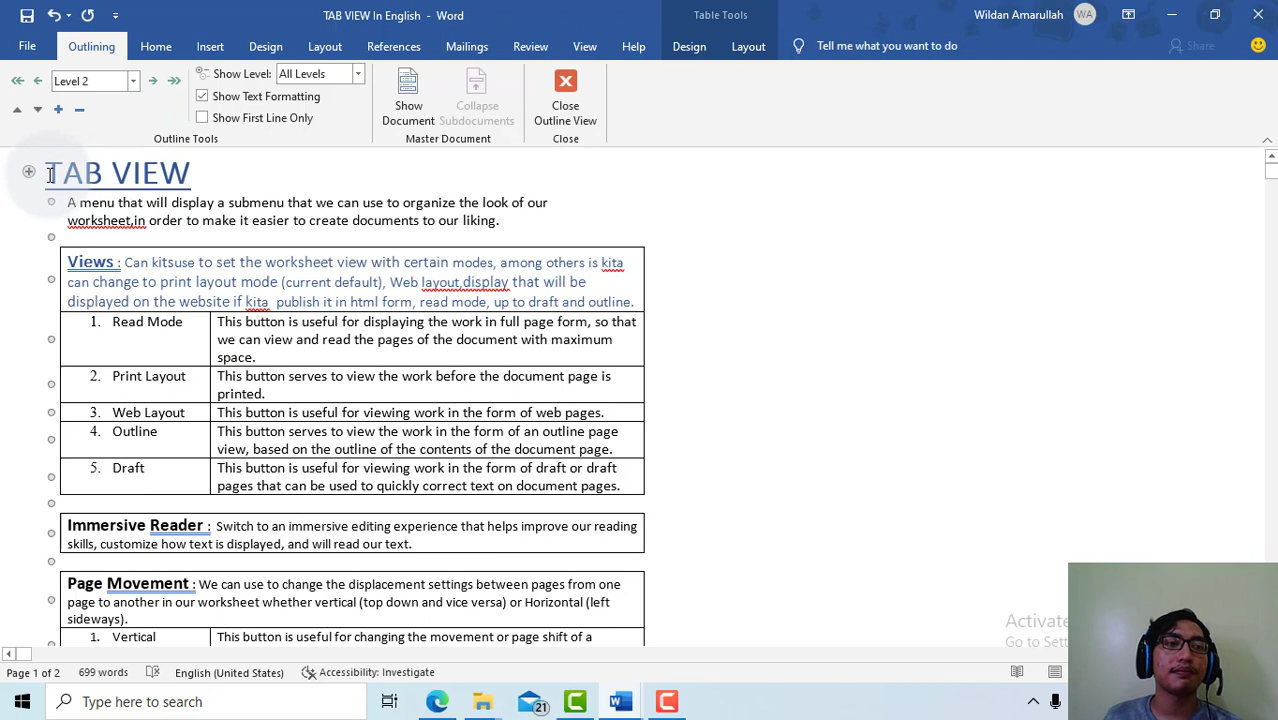 TAB VIEW In English - Word
Table Tools
Wildan Amarullah
WA
File
Outlining
Home
Insert
Design
Layout
References
Mailings
Review
View
Help
Design
Layout
Tell me what you want to do
Share
Level 2
Show Level:
All Levels
Show Text Formatting
Show First Line Only
Outline Tools
Show Document
Collapse Subdocuments
Master Document
Close Outline View
Close
TAB VIEW
A menu that will display a submenu that we can use to organize the look of our
worksheet,in order to make it easier to create documents to our liking.
Views : Can kitsuse to set the worksheet view with certain modes, among others is kita
can change to print layout mode (current default), Web layout,display that will be
displayed on the website if kita publish it in html form, read mode, up to draft and outline.
1. Read Mode
This button is useful for displaying the work in full page form, so that
we can view and read the pages of the document with maximum
space.
2. Print Layout
This button serves to view the work before the document page is
printed.
3. Web Layout
This button is useful for viewing work in the form of web pages.
4. Outline
This button serves to view the work in the form of an outline page
view, based on the outline of the contents of the document page.
5. Draft
This button is useful for viewing work in the form of draft or draft
pages that can be used to quickly correct text on document pages.
Immersive Reader : Switch to an immersive editing experience that helps improve our reading
skills, customize how text is displayed, and will read our text.
Page Movement : We can use to change the displacement settings between pages from one
page to another in our worksheet whether vertical (top down and vice versa) or Horizontal (left
sideways).
1. Vertical
This button is useful for changing the movement or page shift of a
Activate
Go to Sett
Page 1 of 2
699 words
English (United States)
Accessibility: Investigate
Type here to search
21